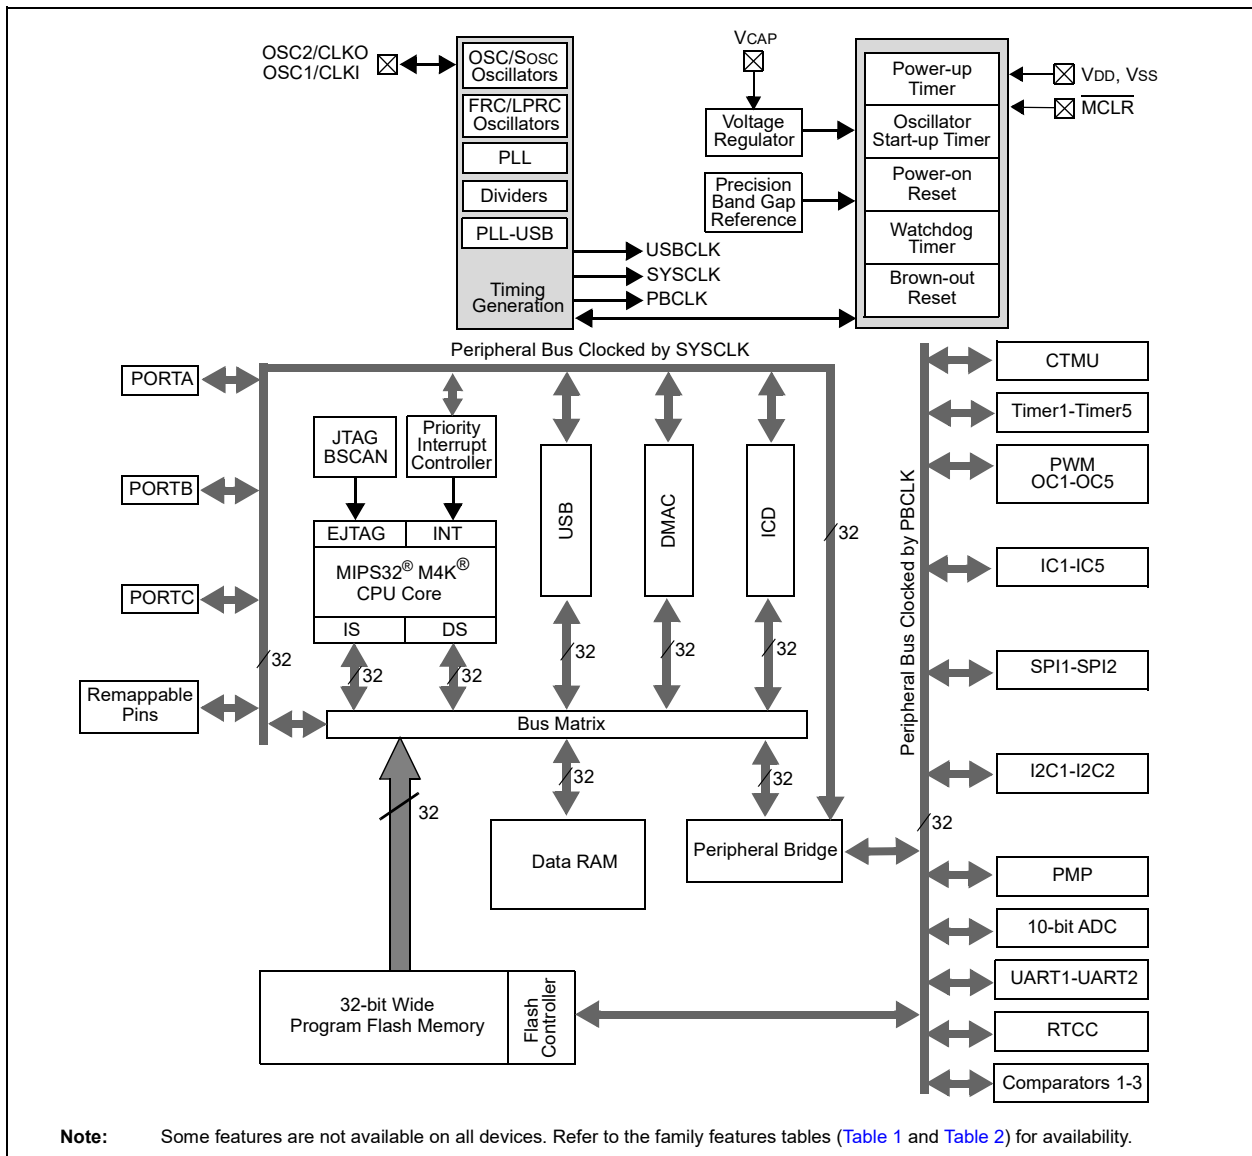 OSC2/CLKO
OSC1/CLKI
OSC/SOSC
Oscillators
FRC/LPRC
Oscillators
PLL
Dividers
PLL-USB
Timing
Generation
USBCLK
SYSCLK
PBCLK
VCAP
Voltage
Regulator
Precision
Band Gap
Reference
Power-up
Timer
Oscillator
Start-up Timer
Power-on
Reset
Watchdog
Timer
Brown-out
Reset
VDD, VSS
MCLR
Peripheral Bus Clocked by SYSCLK
PORTA
PORTB
PORTC
Remappable
Pins
32
JTAG
BSCAN
Priority
Interrupt
Controller
EJTAG
INT
MIPS32® M4K®
CPU Core
IS
DS
32
32
USB
32
DMAC
32
ICD
32
32
Bus Matrix
32
32
32
Data RAM
Peripheral Bridge
32-bit Wide
Program Flash Memory
Flash
Controller
Peripheral Bus Clocked by PBCLK
32
CTMU
Timer1-Timer5
PWM
OC1-OC5
IC1-IC5
SPI1-SPI2
I2C1-I2C2
PMP
10-bit ADC
UART1-UART2
RTCC
Comparators 1-3
Note: Some features are not available on all devices. Refer to the family features tables (Table 1 and Table 2) for availability.